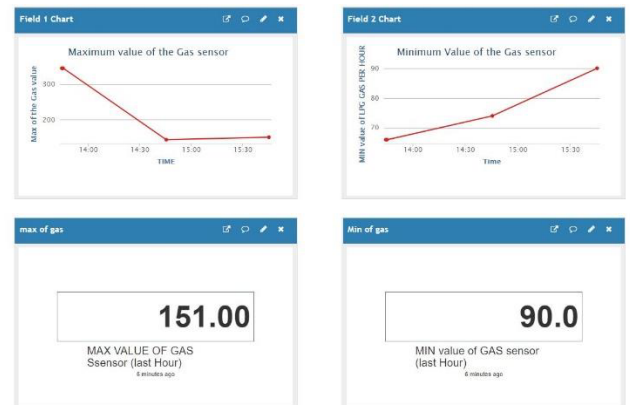 Field 1 Chart
Maximum value of the Gas sensor
Max of the Gas value
300
200
14:00 14:30 15:00 15:30
TIME
Field 2 Chart
Minimum Value of the Gas sensor
MIN value of LPG GAS PER HOUR
90
80
70
14:00 14:30 15:00 15:30
Time
max of gas
151.00
MAX VALUE OF GAS
Ssensor (last Hour)
6 minutes ago
Min of gas
90.0
MIN value of GAS sensor
(last Hour)
6 minutes ago